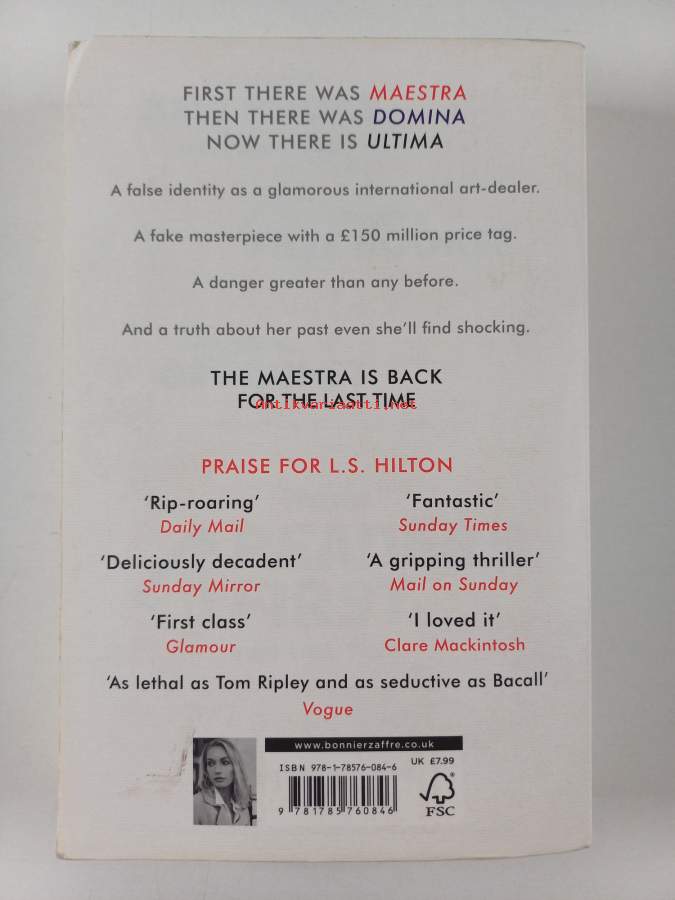 FIRST THERE WAS MAESTRA
THEN THERE WAS DOMINA
NOW THERE IS ULTIMA
A false identity as a glamorous international art-dealer.
A fake masterpiece with a £150 million price tag.
A danger greater than any before.
And a truth about her past even she'll find shocking.
THE MAESTRA IS BACK
FOR THE LAST TIME
Antikvariaatti.net
PRAISE FOR L.S. HILTON
'Rip-roaring'
Daily Mail
'Fantastic'
Sunday Times
'Deliciously decadent'
Sunday Mirror
'A gripping thriller'
Mail on Sunday
'First class'
Glamour
'I loved it'
Clare Mackintosh
'As lethal as Tom Ripley and as seductive as Bacall'
Vogue
www.bonnierzaffre.co.uk
ISBN 978-1-78576-084-6
UK £7.99
9 781785 760846
FSC